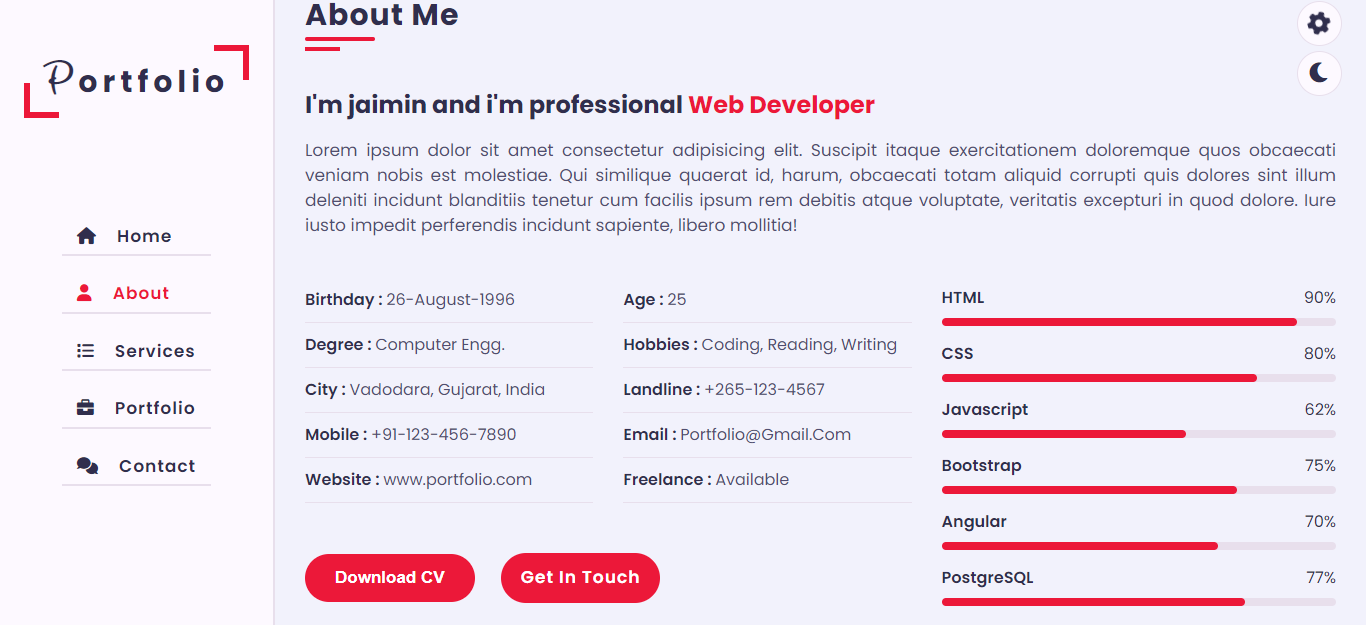 Portfolio
Home
About
Services
Portfolio
Contact
About Me
I'm jaimin and i'm professional Web Developer
Lorem ipsum dolor sit amet consectetur adipisicing elit. Suscipit itaque exercitationem doloremque quos obcaecati
veniam nobis est molestiae. Qui similique quaerat id, harum, obcaecati totam aliquid corrupti quis dolores sint illum
deleniti incidunt blanditiis tenetur cum facilis ipsum rem debitis atque voluptate, veritatis excepturi in quod dolore. Iure
iusto impedit perferendis incidunt sapiente, libero mollitia!
Birthday : 26-August-1996
Age : 25
Degree : Computer Engg.
Hobbies : Coding, Reading, Writing
City : Vadodara, Gujarat, India
Landline : +265-123-4567
Mobile : +91-123-456-7890
Email : Portfolio@Gmail.Com
Website : www.portfolio.com
Freelance : Available
Download CV
Get In Touch
HTML 90%
CSS 80%
Javascript 62%
Bootstrap 75%
Angular 70%
PostgreSQL 77%